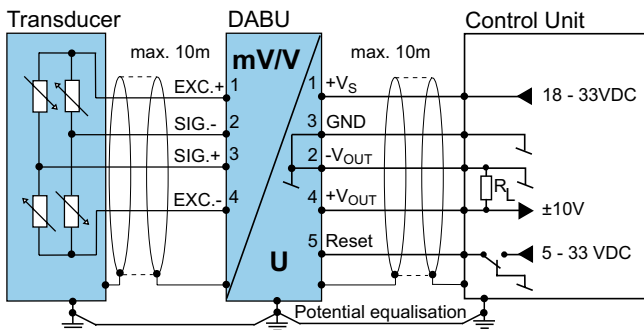 Transducer
DABU
Control Unit
max. 10m
mV/V
max. 10m
EXC.+ 1
1 +VS
18 - 33VDC
SIG.- 2
3 GND
SIG.+ 3
2 -VOUT
RL
EXC.- 4
4 +VOUT
±10V
5 Reset
5 - 33 VDC
U
Potential equalisation